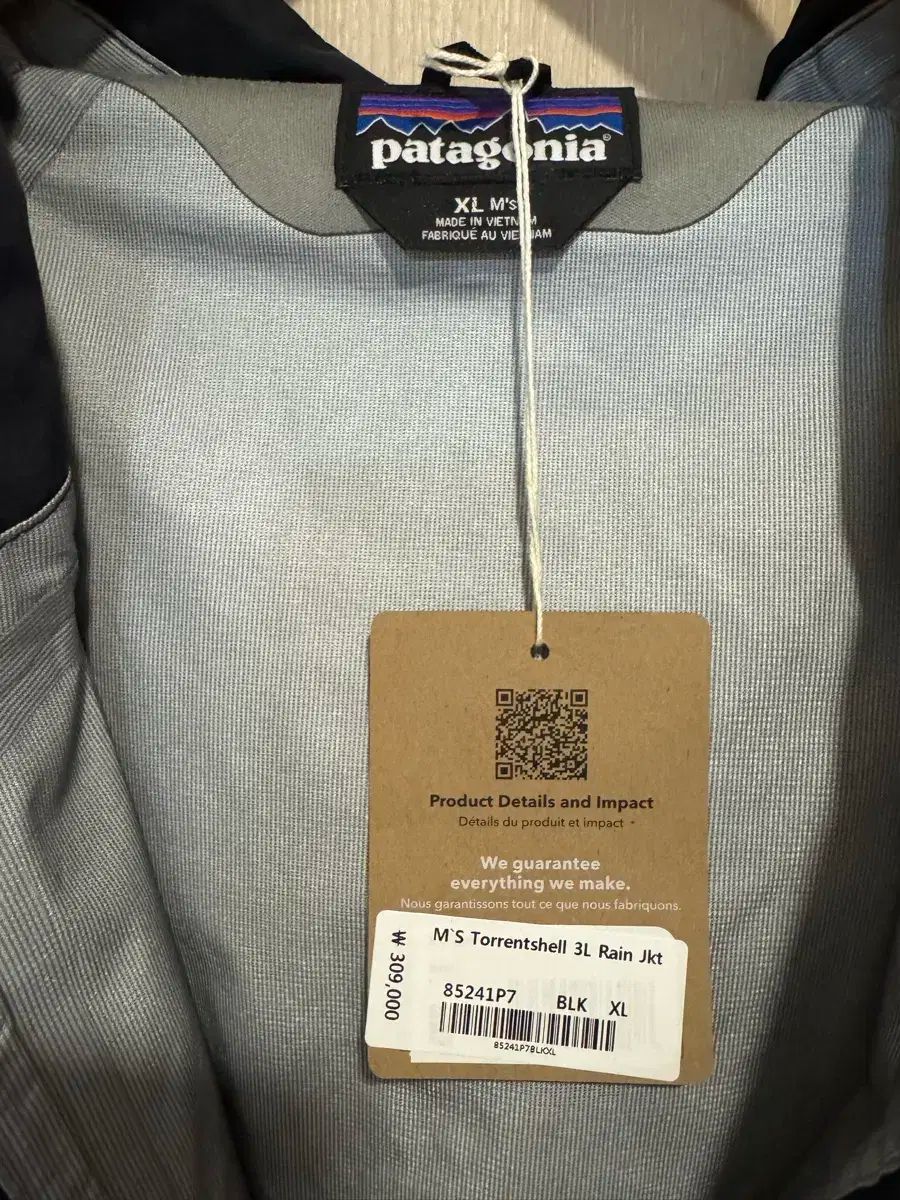 patagonia®
XL M's
MADE IN VIETNAM
FABRIQUÉ AU VIETNAM
Product Details and Impact
Détails du produit et impact
We guarantee
everything we make.
Nous garantissons tout ce que nous fabriquons.
M`S Torrentshell 3L Rain Jkt
₩ 309,000
85241P7 BLK XL
85241P7BLKXL